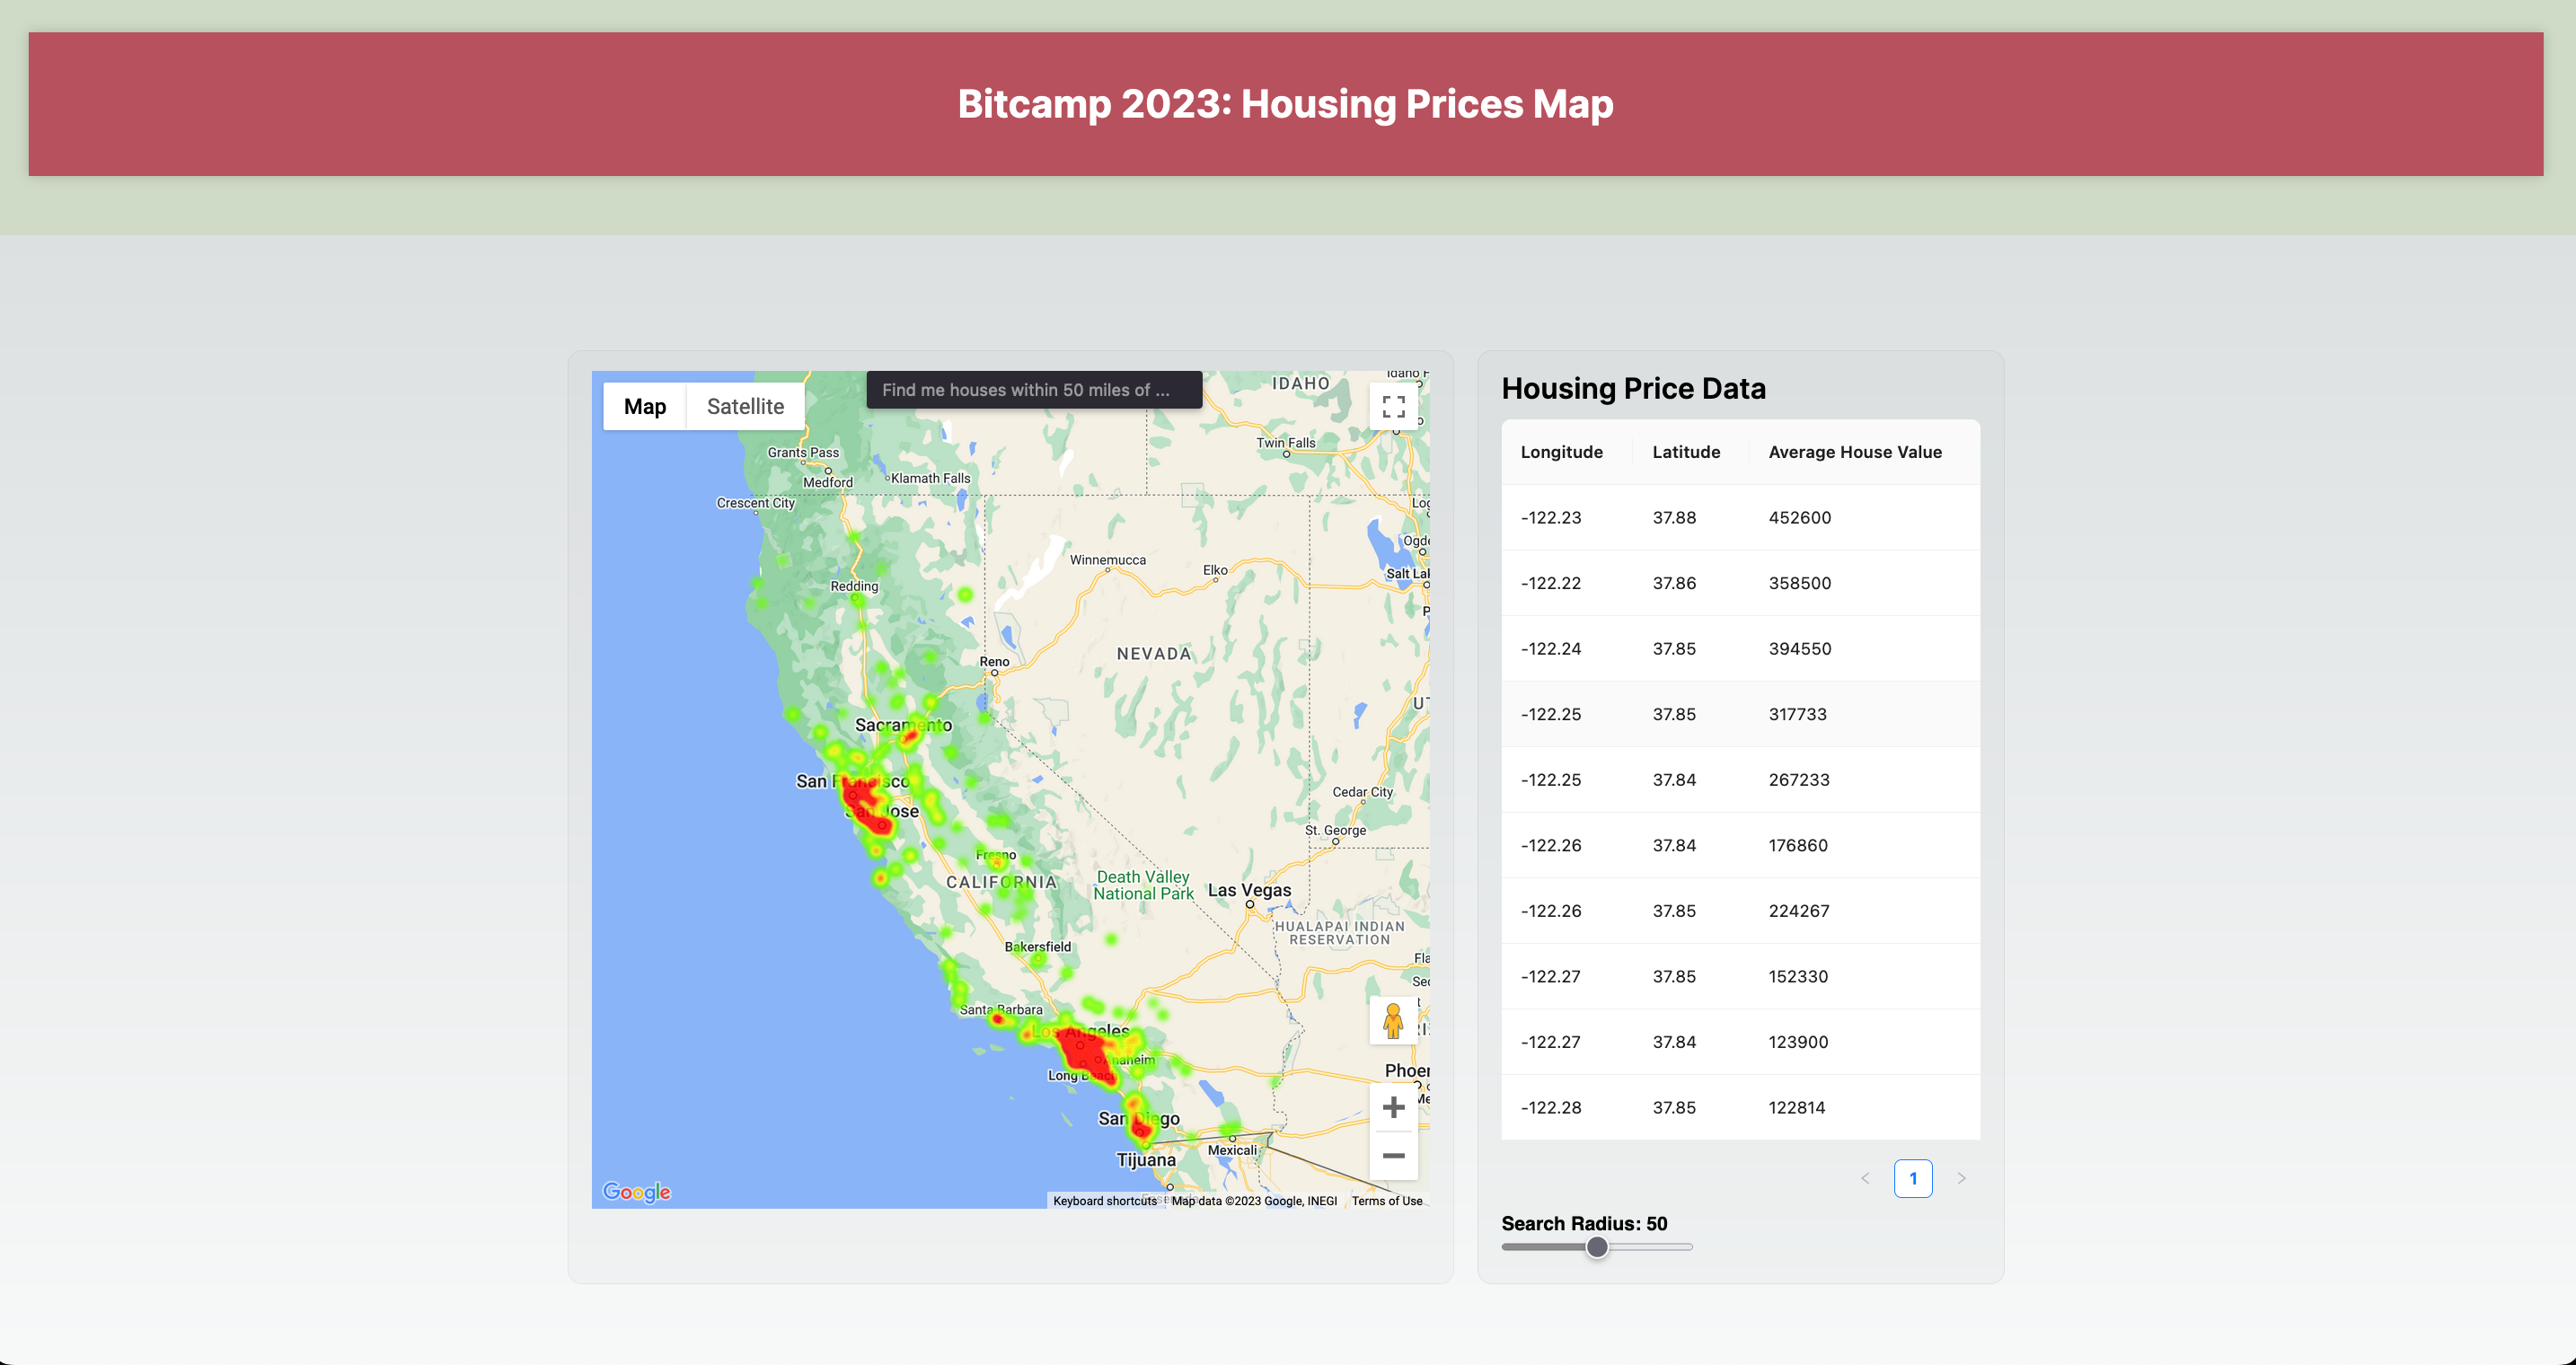 Bitcamp 2023: Housing Prices Map
Map
Satellite
Find me houses within 50 miles of ...
IDAHO
Twin Falls
Grants Pass
Medford
Klamath Falls
Crescent City
Winnemucca
Elko
Redding
NEVADA
Reno
Sacramento
San Francisco
San Jose
Cedar City
St. George
Fresno
CALIFORNIA
Death Valley
National Park
Las Vegas
HUALAPAI INDIAN
RESERVATION
Bakersfield
Santa Barbara
Los Angeles
Anaheim
Long Beach
San Diego
Mexicali
Tijuana
Google
Keyboard shortcuts
Map data ©2023 Google, INEGI
Terms of Use
Housing Price Data
Longitude Latitude Average House Value
-122.23 37.88 452600
-122.22 37.86 358500
-122.24 37.85 394550
-122.25 37.85 317733
-122.25 37.84 267233
-122.26 37.84 176860
-122.26 37.85 224267
-122.27 37.85 152330
-122.27 37.84 123900
-122.28 37.85 122814
< 1 >
Search Radius: 50